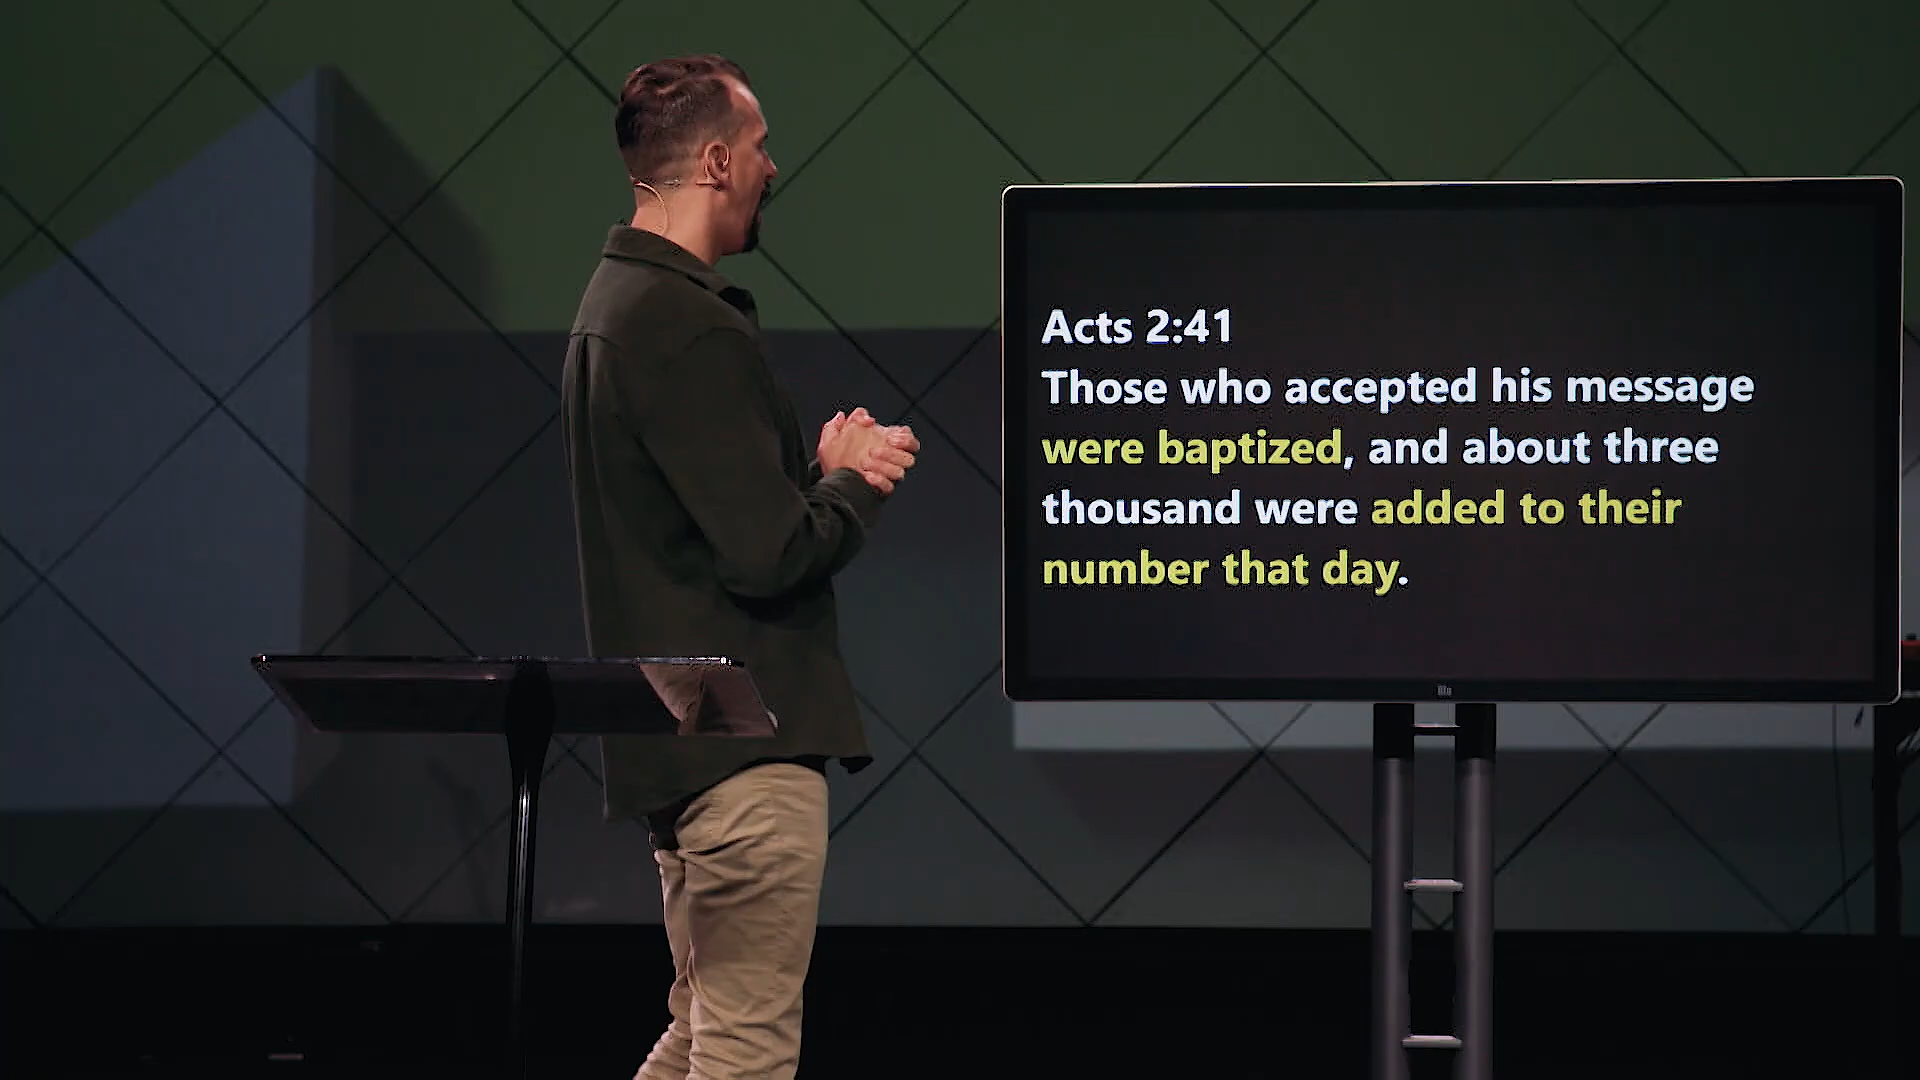 Acts 2:41
Those who accepted his message
were baptized, and about three
thousand were added to their
number that day.